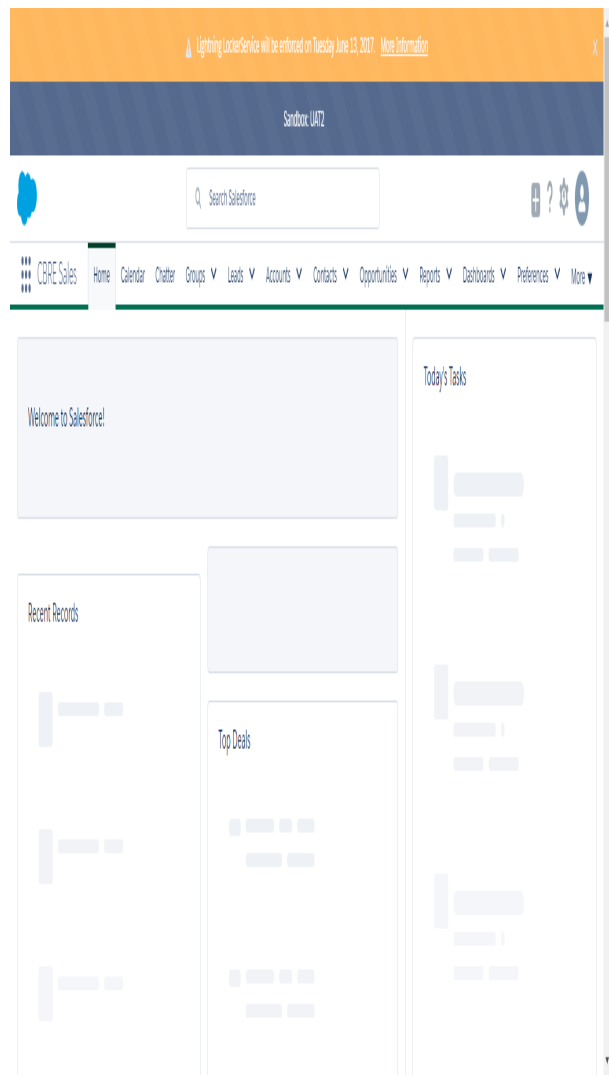 Lightning LockerService will be enforced on Tuesday June 13, 2017. More Information X
Sandbox: UAT2
Search Salesforce
?
CBRE Sales Home Calendar Chatter Groups Leads Accounts Contacts Opportunities Reports Dashboards Preferences More
Today's Tasks
Welcome to Salesforce!
Recent Records
Top Deals